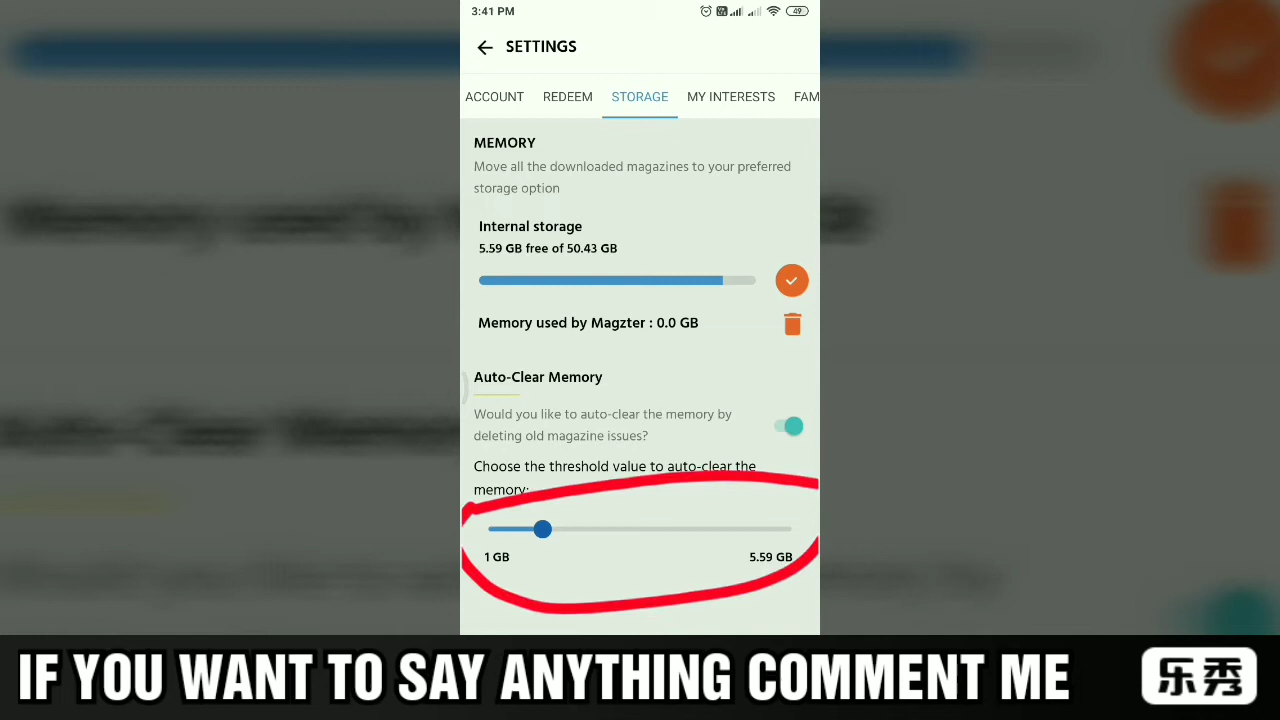 3:41 PM
49
SETTINGS
ACCOUNT REDEEM STORAGE MY INTERESTS FAM
MEMORY
Move all the downloaded magazines to your preferred
storage option
Internal storage
5.59 GB free of 50.43 GB
Memory used by Magzter : 0.0 GB
Auto-Clear Memory
Would you like to auto-clear the memory by
deleting old magazine issues?
Choose the threshold value to auto-clear the
memory:
1 GB 5.59 GB
IF YOU WANT TO SAY ANYTHING COMMENT ME
乐秀